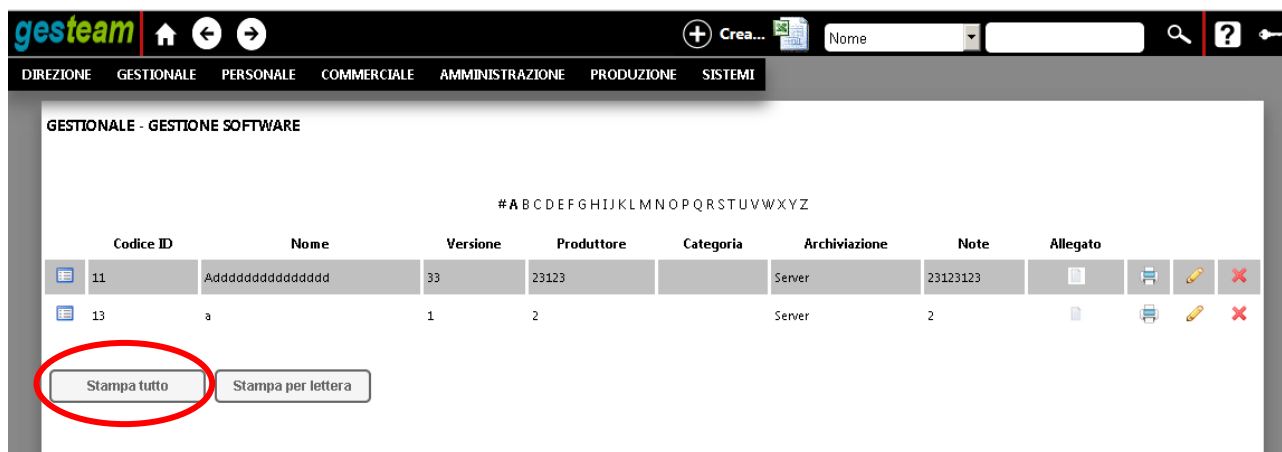 gesteam Crea... Nome ?
DIREZIONE GESTIONALE PERSONALE COMMERCIALE AMMINISTRAZIONE PRODUZIONE SISTEMI
GESTIONALE - GESTIONE SOFTWARE
# A B C D E F G H I J K L M N O P Q R S T U V W X Y Z
Codice ID Nome Versione Produttore Categoria Archiviazione Note Allegato
11 Addddddddddddddd 33 23123 Server 23123123
13 a 1 2 Server 2
Stampa tutto Stampa per lettera